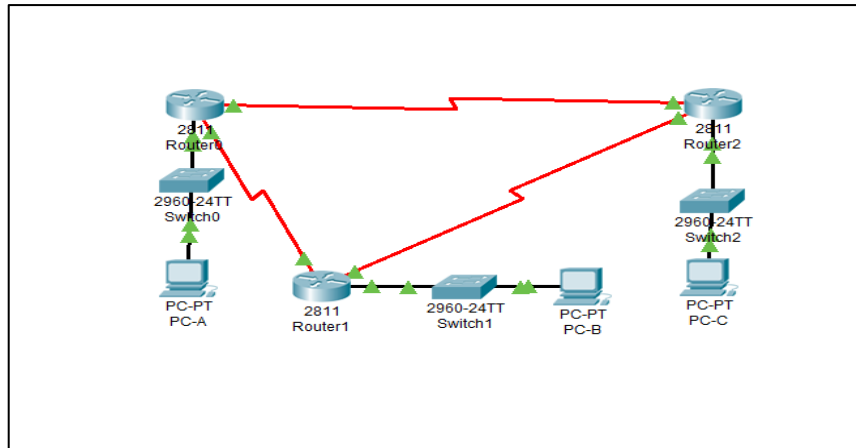 2811
Router0
2811
Router2
2960-24TT
Switch0
2960-24TT
Switch2
PC-PT
PC-A
2811
Router1
2960-24TT
Switch1
PC-PT
PC-B
PC-PT
PC-C